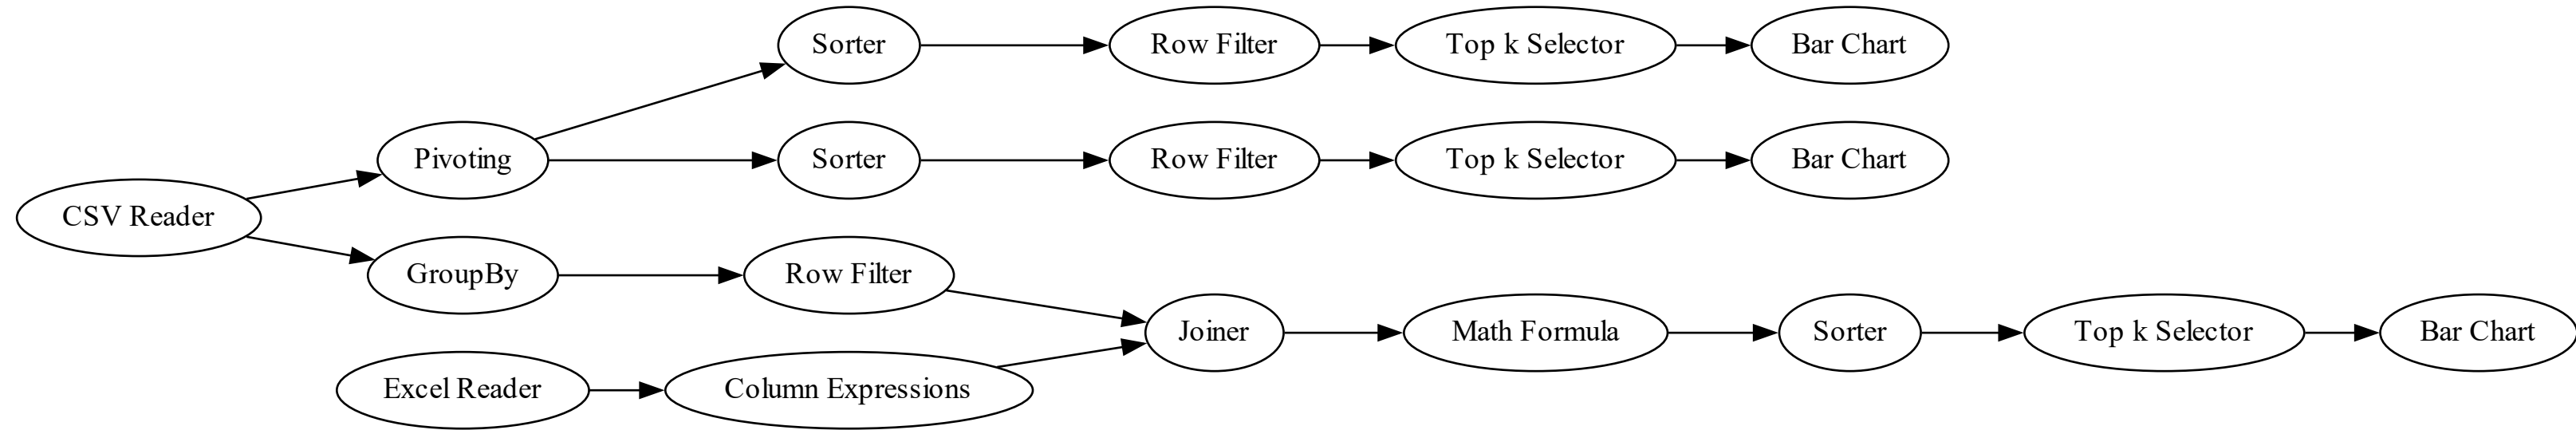 Sorter
Row Filter
Top k Selector
Bar Chart
Pivoting
Sorter
Row Filter
Top k Selector
Bar Chart
CSV Reader
GroupBy
Row Filter
Joiner
Math Formula
Sorter
Top k Selector
Bar Chart
Excel Reader
Column Expressions